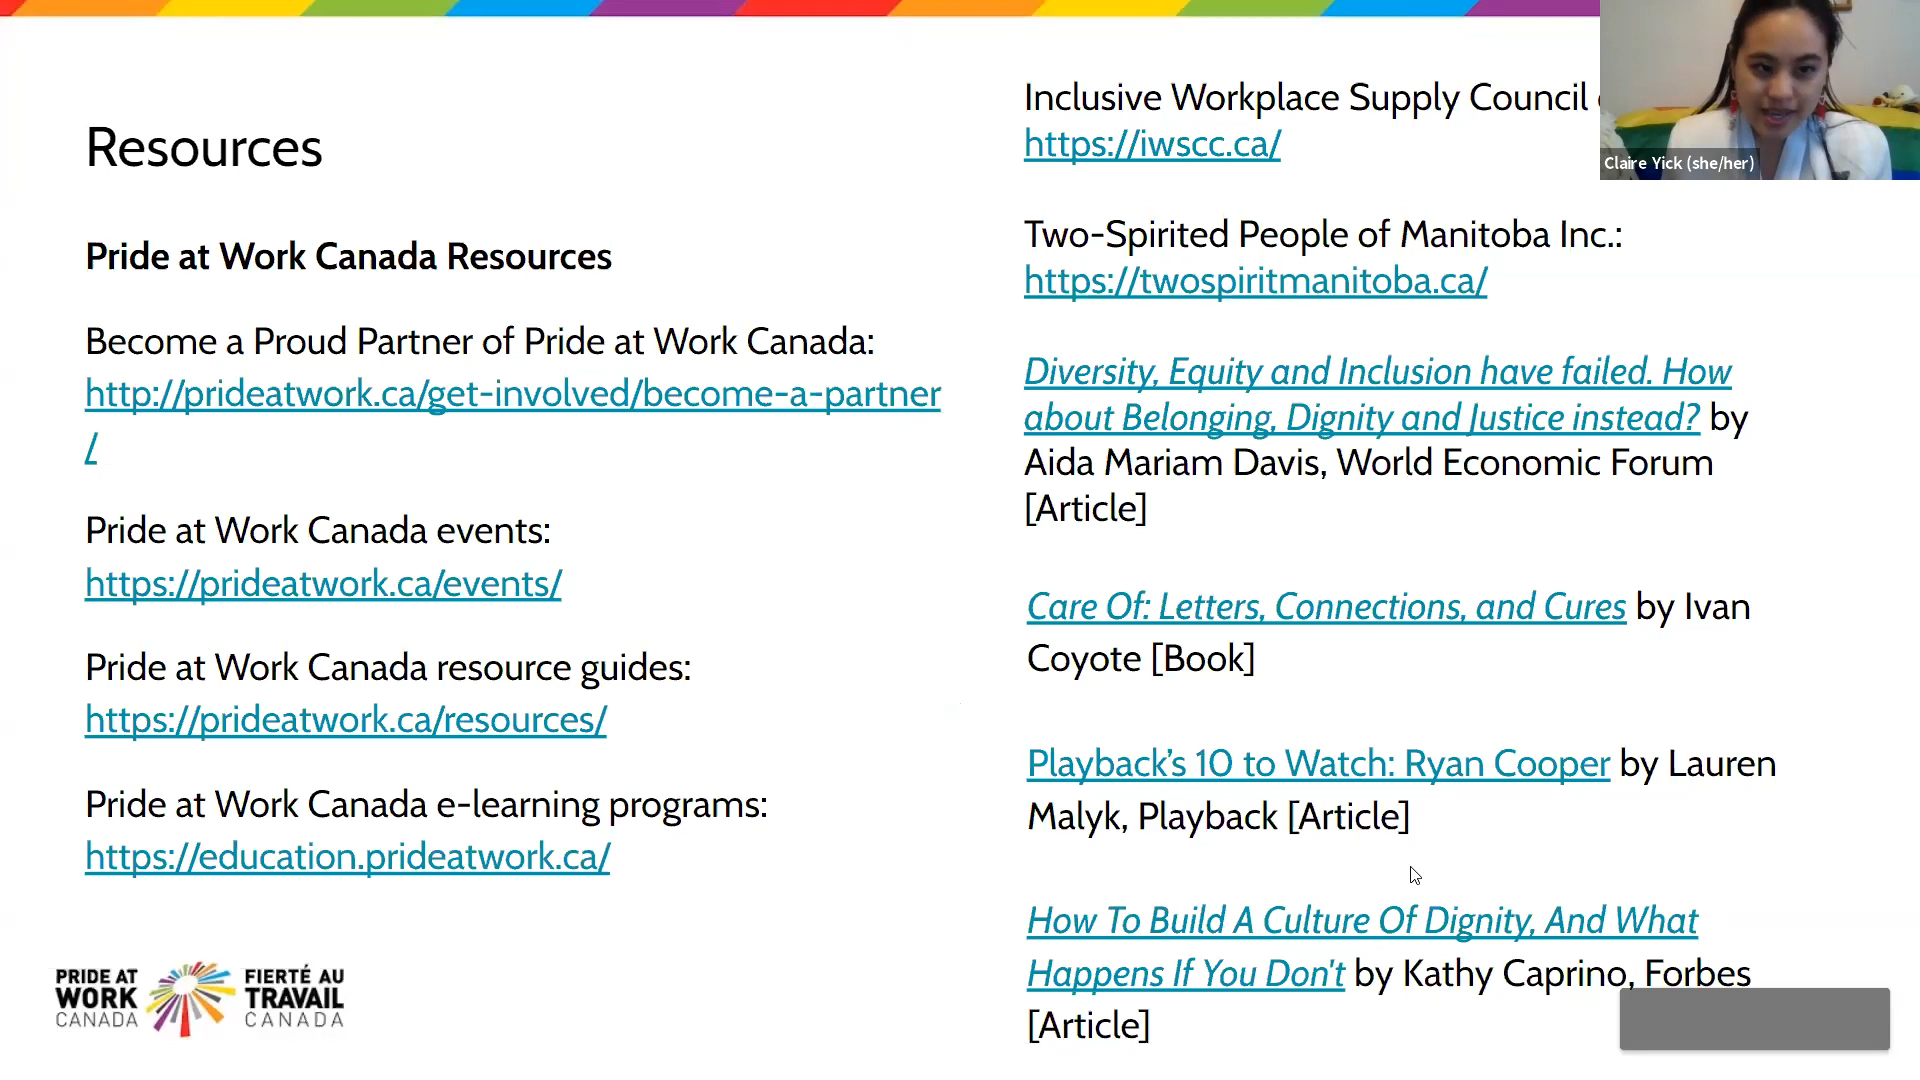 Resources
Pride at Work Canada Resources
Become a Proud Partner of Pride at Work Canada:
http://prideatwork.ca/get-involved/become-a-partner
/
Pride at Work Canada events:
https://prideatwork.ca/events/
Pride at Work Canada resource guides:
https://prideatwork.ca/resources/
Pride at Work Canada e-learning programs:
https://education.prideatwork.ca/
PRIDE AT
WORK
CANADA
FIERTÉ AU
TRAVAIL
CANADA
Inclusive Workplace Supply Council
https://iwscc.ca/
Two-Spirited People of Manitoba Inc.:
https://twospiritmanitoba.ca/
Diversity, Equity and Inclusion have failed. How
about Belonging, Dignity and Justice instead? by
Aida Mariam Davis, World Economic Forum
[Article]
Care Of: Letters, Connections, and Cures by Ivan
Coyote [Book]
Playback’s 10 to Watch: Ryan Cooper by Lauren
Malyk, Playback [Article]
How To Build A Culture Of Dignity, And What
Happens If You Don't by Kathy Caprino, Forbes
[Article]
Claire Yick (she/her)